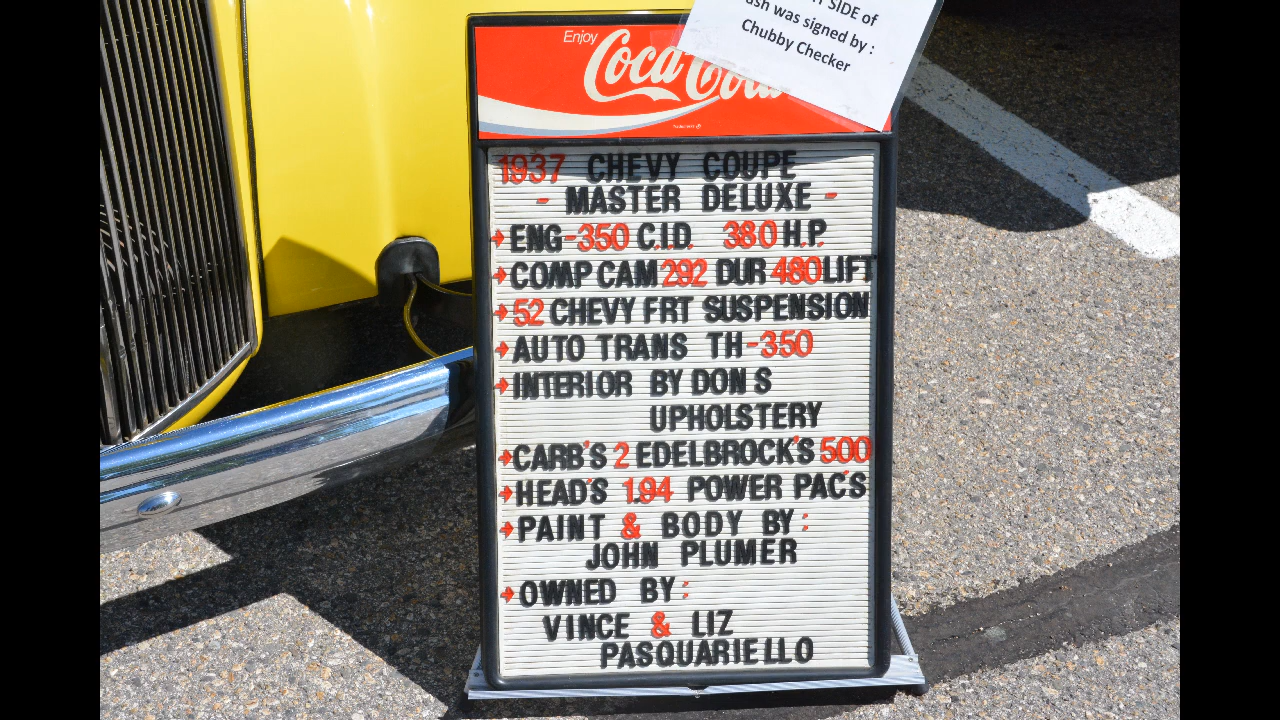 SIDE of
was signed by :
Chubby Checker
Enjoy
Coca-Cola
1937 CHEVY COUPE
- MASTER DELUXE -
ENG-350 C.I.D. 380 H.P.
COMP CAM 292 DUR 480 LIFT
52 CHEVY FRT SUSPENSION
AUTO TRANS TH-350
INTERIOR BY DON S
UPHOLSTERY
CARB'S 2 EDELBROCK'S 500
HEAD'S 1.94 POWER PAC'S
PAINT & BODY BY:
JOHN PLUMER
OWNED BY:
VINCE & LIZ
PASQUARIELLO